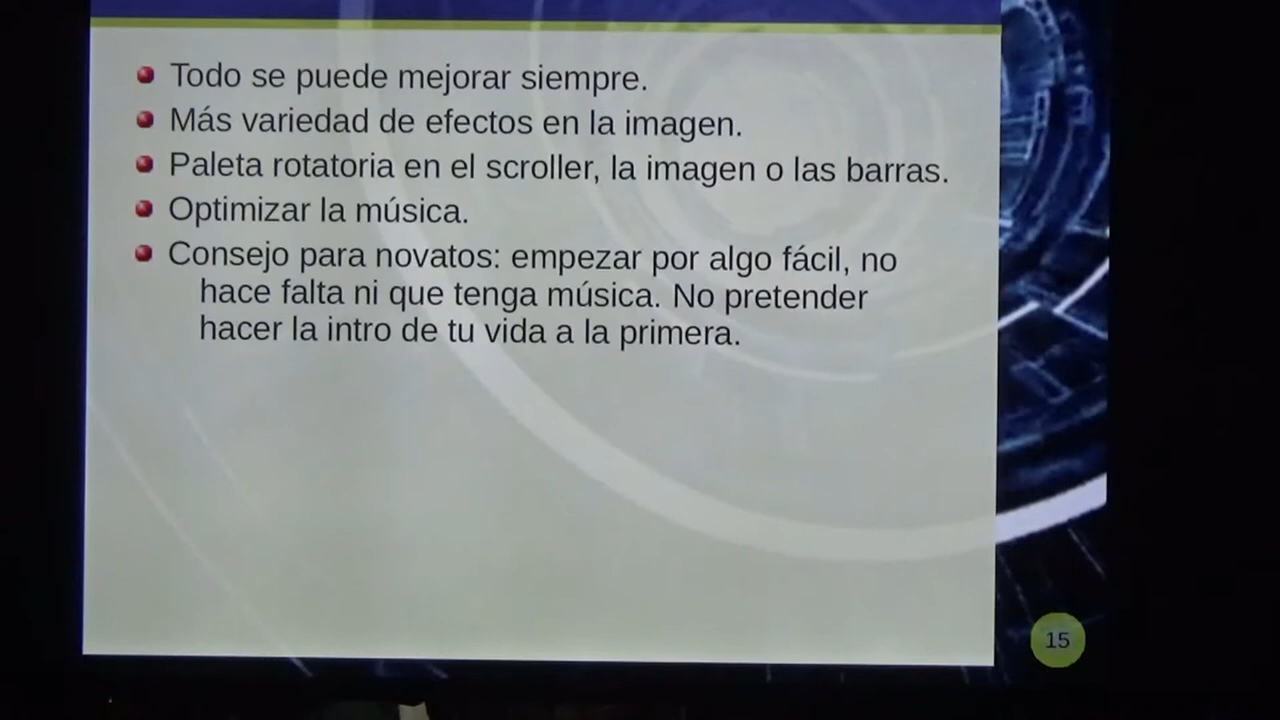 Todo se puede mejorar siempre.
Más variedad de efectos en la imagen.
Paleta rotatoria en el scroller, la imagen o las barras.
Optimizar la música.
Consejo para novatos: empezar por algo fácil, no
hace falta ni que tenga música. No pretender
hacer la intro de tu vida a la primera.
15